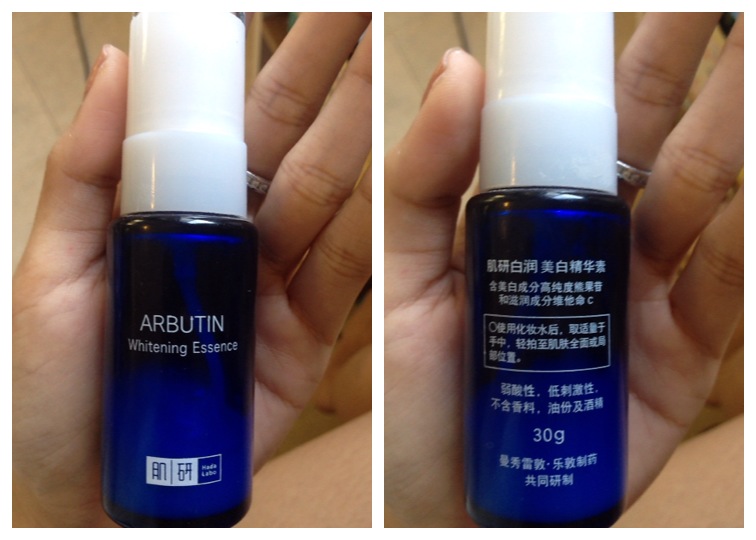 ARBUTIN
Whitening Essence
肌研
Hada
Labo
肌研白润 美白精华素
含美白成分高纯度熊果苷
和滋润成分维他命 C
〇使用化妆水后，取适量于
手中，轻拍至肌肤全面或局
部位置。
弱酸性，低刺激性，
不含香料，油份及酒精
30g
曼秀雷敦·乐敦制药
共同研制